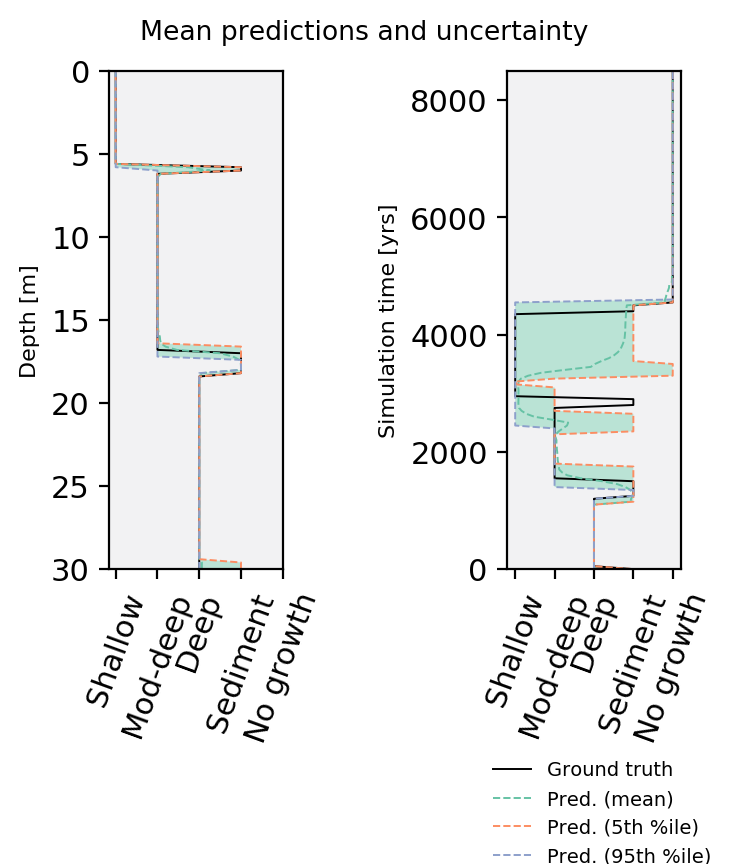 Mean predictions and uncertainty
Depth [m]
0
5
10
15
20
25
30
Shallow
Mod-deep
Deep
Sediment
No growth
Simulation time [yrs]
8000
6000
4000
2000
0
Shallow
Mod-deep
Deep
Sediment
No growth
Ground truth
Pred. (mean)
Pred. (5th %ile)
Pred. (95th %ile)